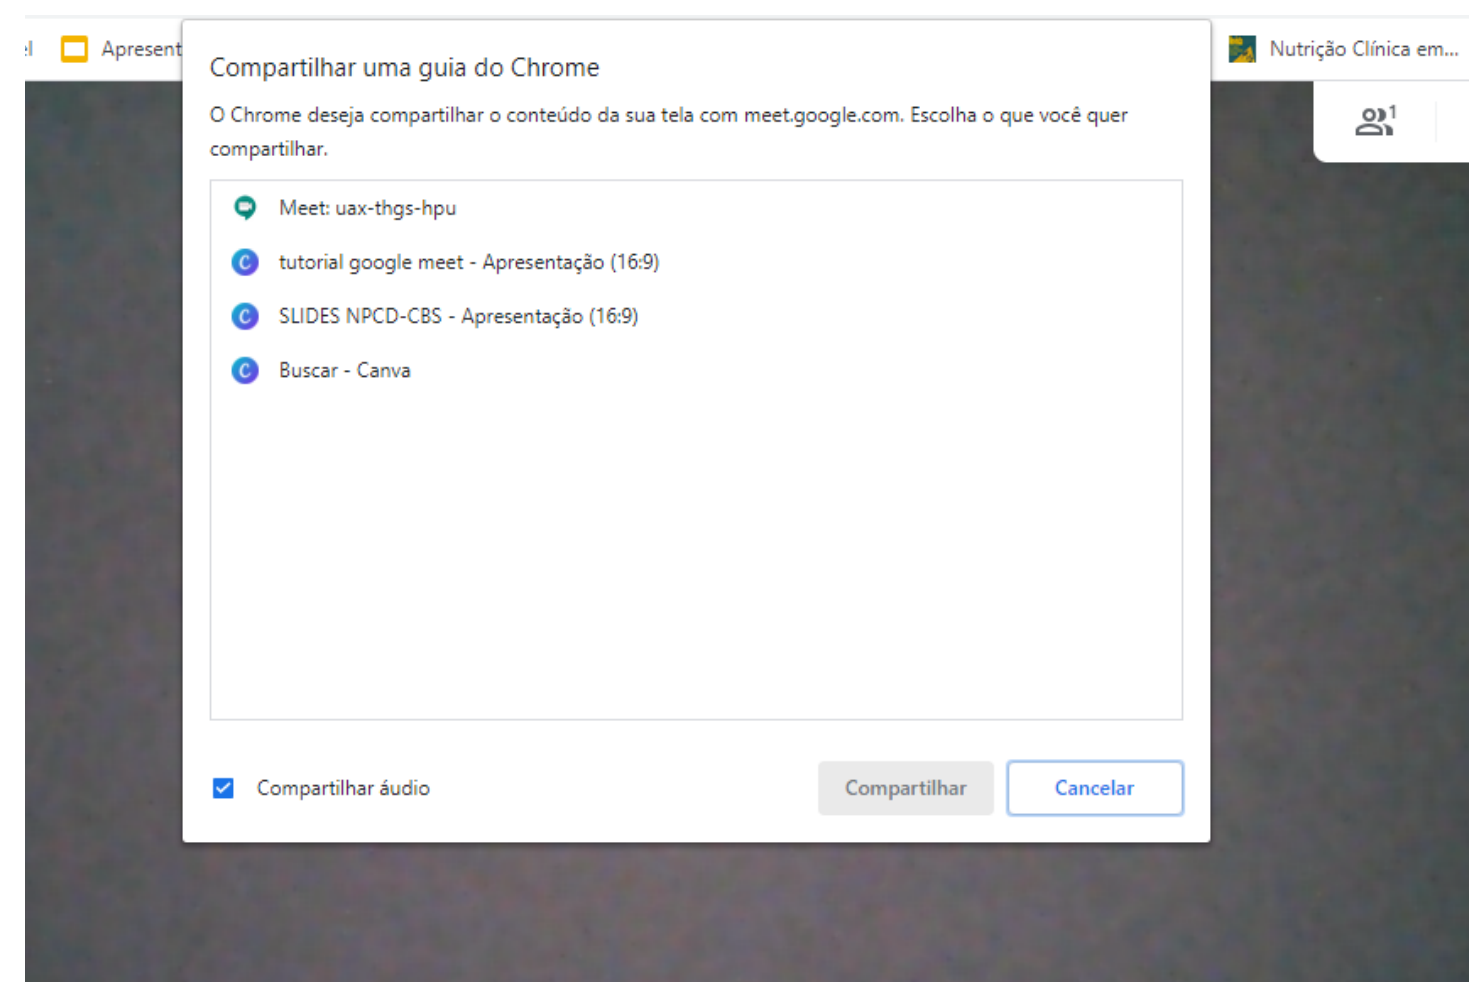 Apresent
Nutrição Clínica em...
1
Compartilhar uma guia do Chrome
O Chrome deseja compartilhar o conteúdo da sua tela com meet.google.com. Escolha o que você quer
compartilhar.
Meet: uax-thgs-hpu
tutorial google meet - Apresentação (16:9)
SLIDES NPCD-CBS - Apresentação (16:9)
Buscar - Canva
Compartilhar áudio
Compartilhar
Cancelar